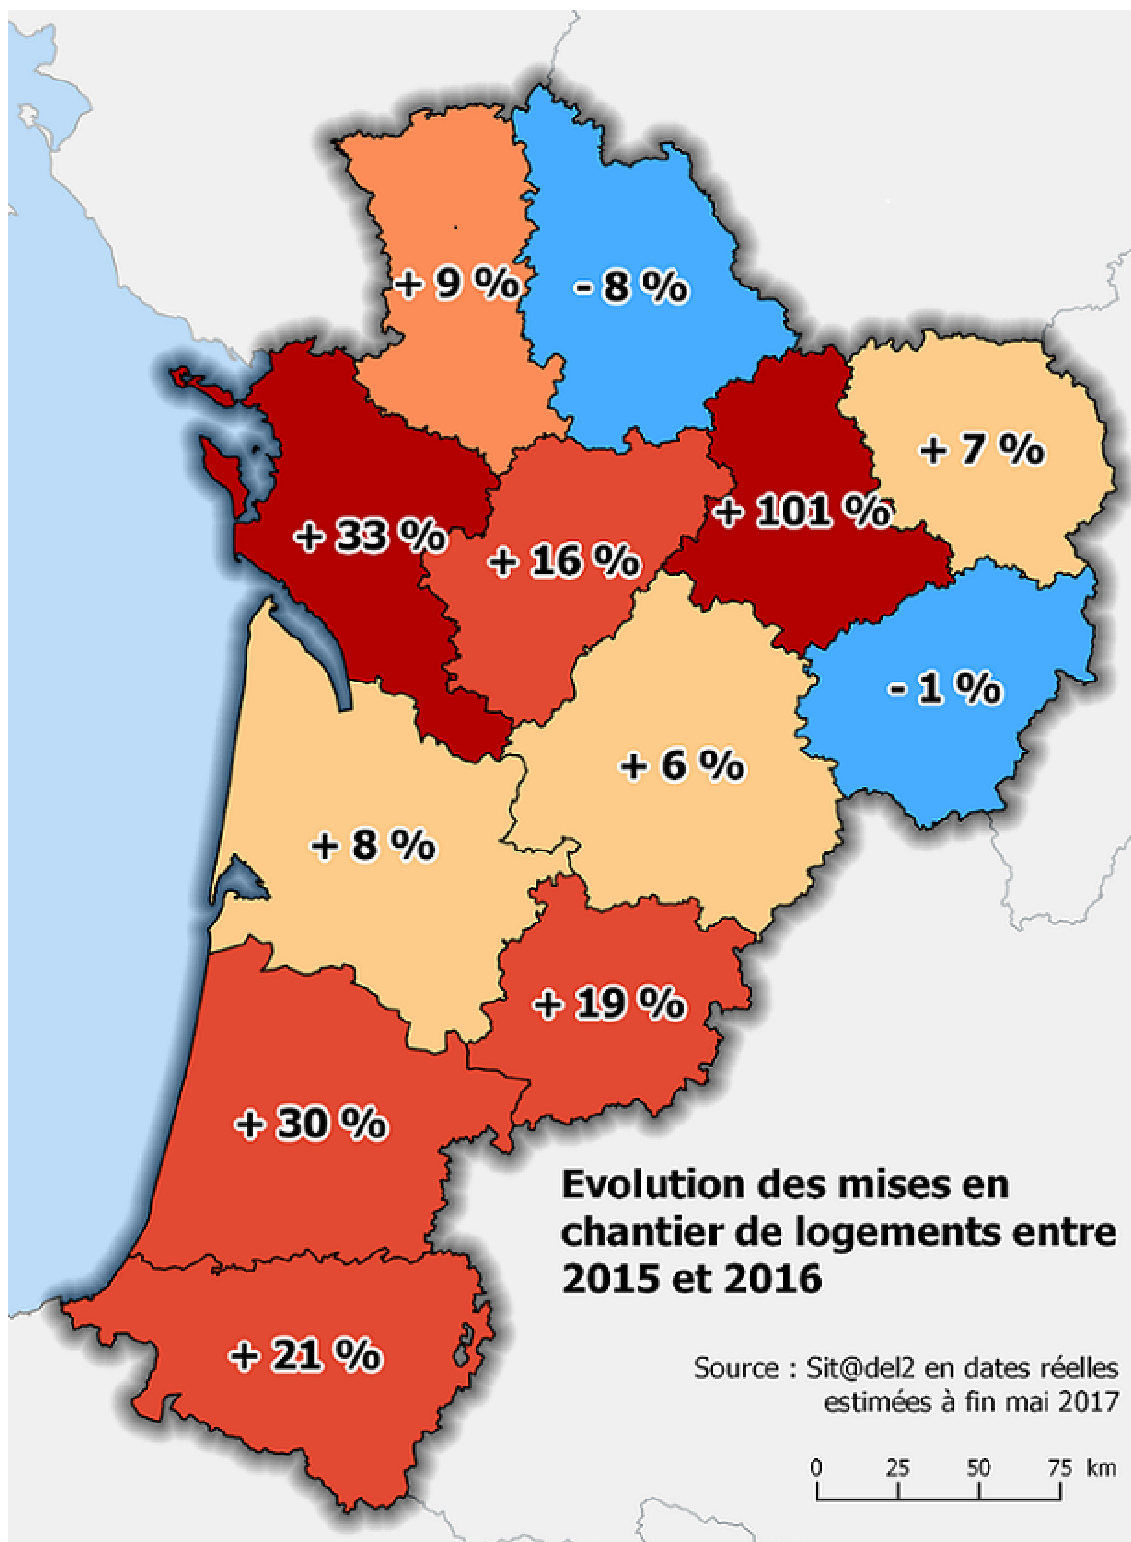 + 9 %
- 8 %
+ 7 %
+ 33 %
+ 101 %
+ 16 %
- 1 %
+ 6 %
+ 8 %
+ 19 %
+ 30 %
+ 21 %
Evolution des mises en
chantier de logements entre
2015 et 2016
Source : Sit@del2 en dates réelles
estimées à fin mai 2017
0 25 50 75 km